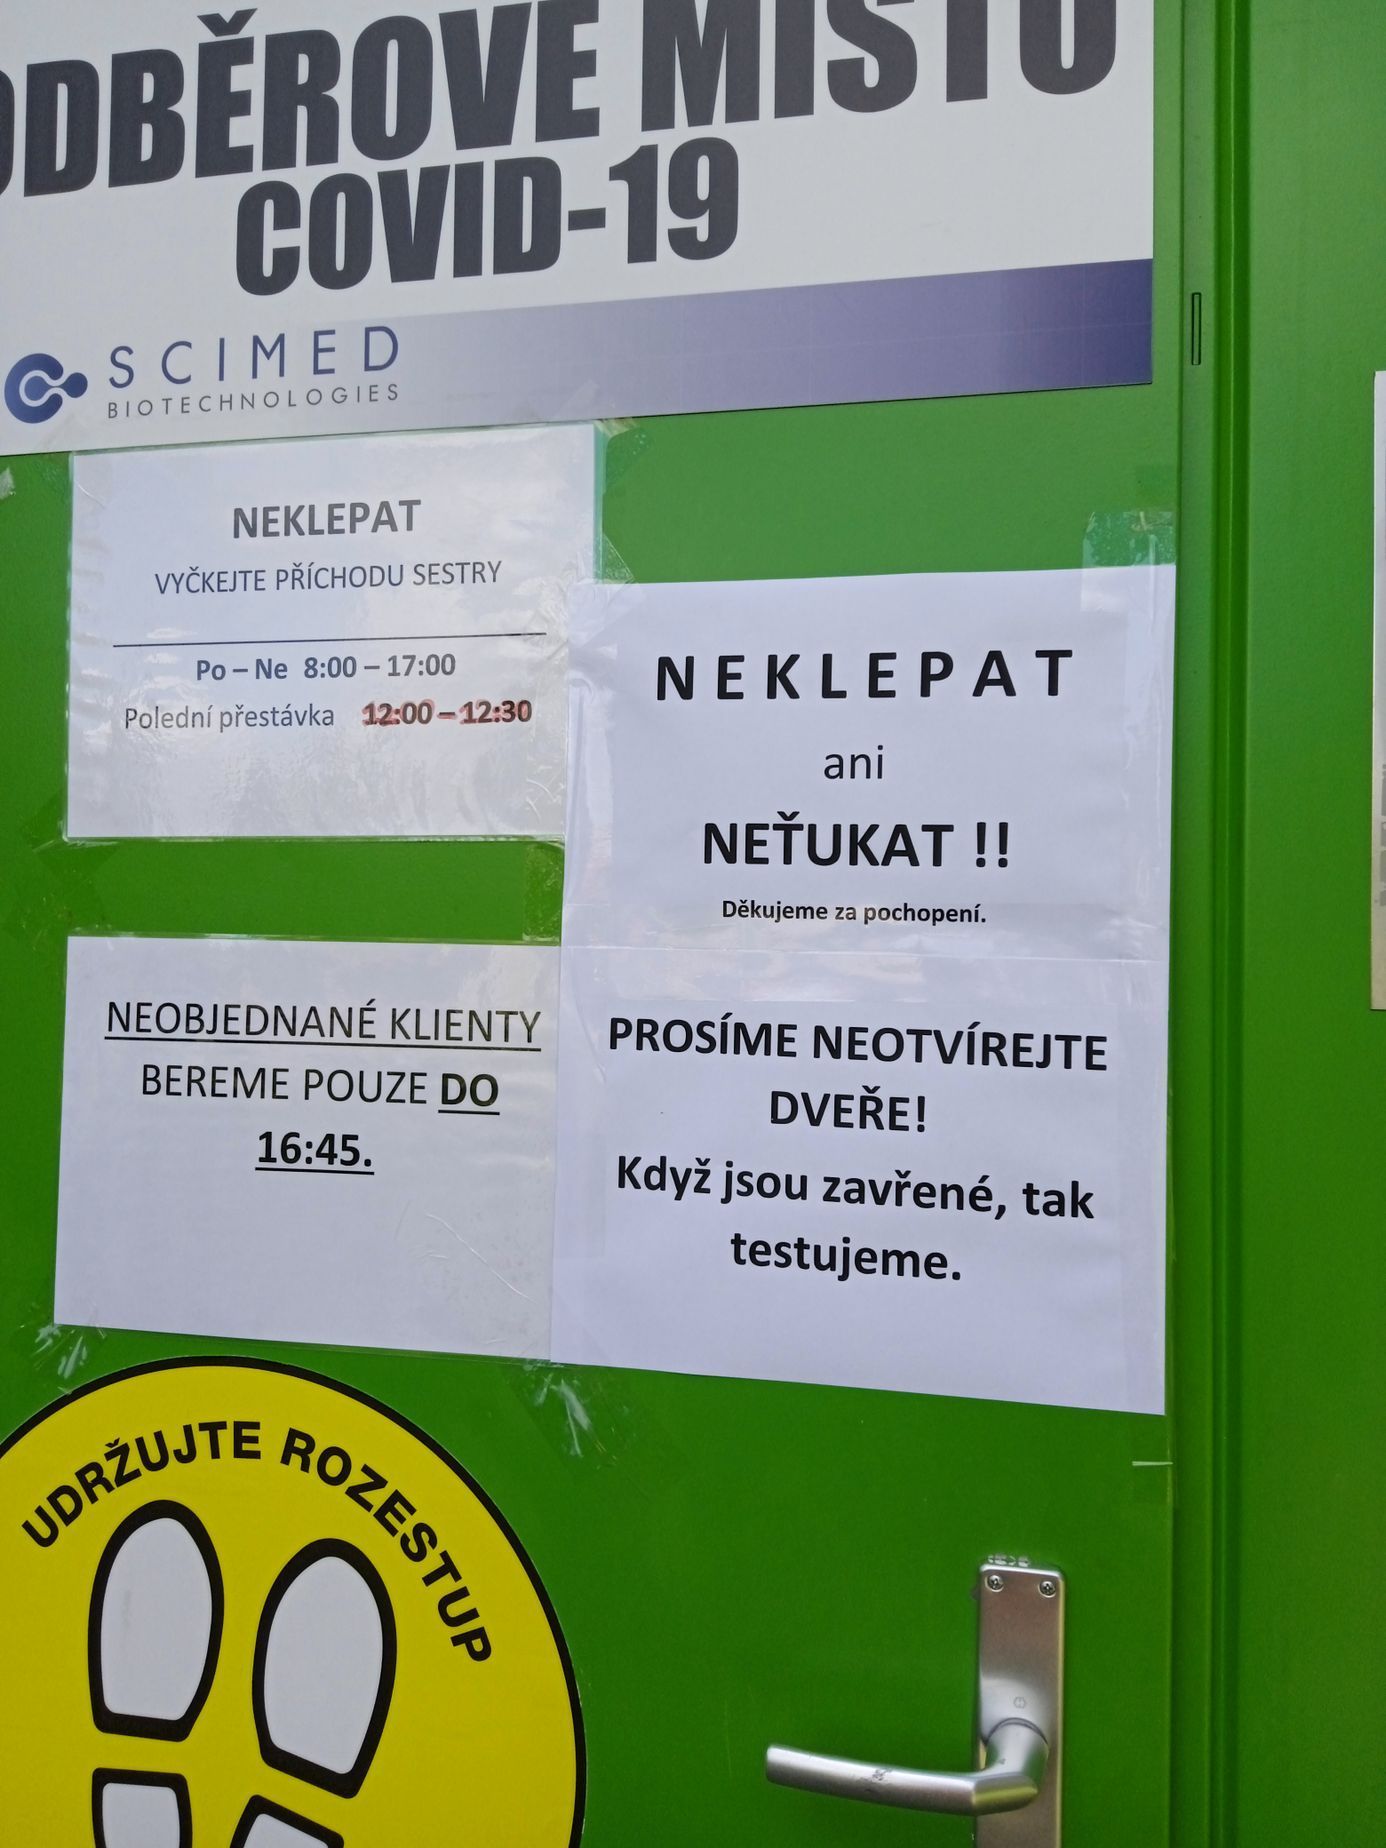 ODBĚROVÉ MÍSTO
COVID-19
SCIMED
BIOTECHNOLOGIES
NEKLEPAT
VYČKEJTE PŘÍCHODU SESTRY
Po – Ne 8:00 – 17:00
Polední přestávka 12:00 – 12:30
NEKLEPAT
ani
NEŤUKAT !!
Děkujeme za pochopení.
NEOBJEDNANÉ KLIENTY
BEREME POUZE DO
16:45.
PROSÍME NEOTVÍREJTE
DVEŘE!
Když jsou zavřené, tak
testujeme.
UDRŽUJTE ROZESTUP